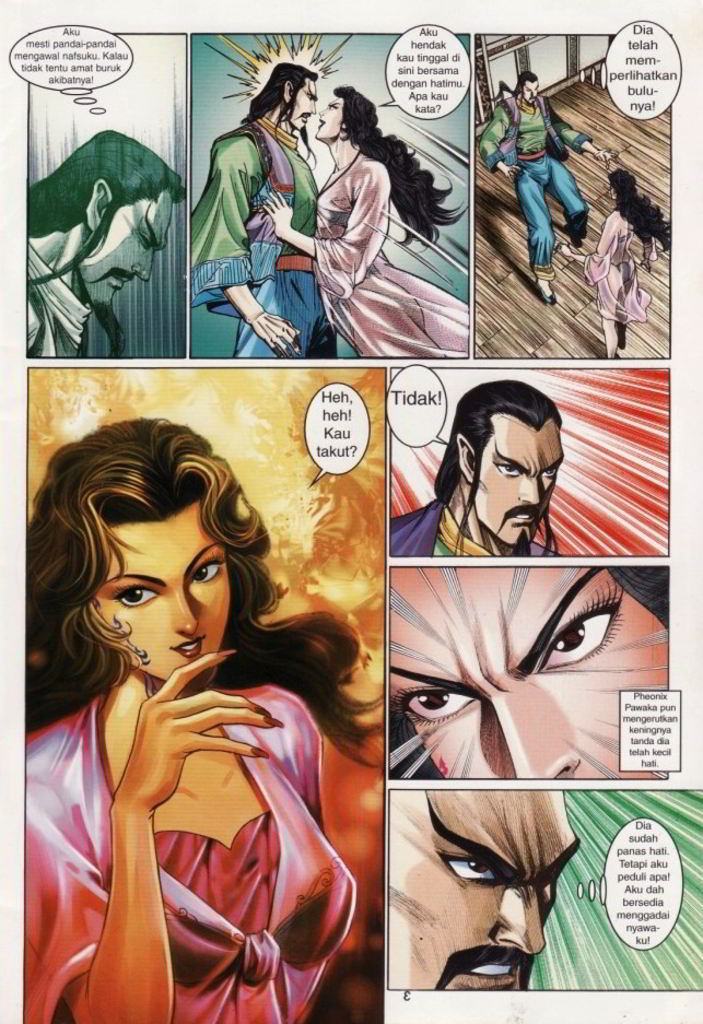 Aku
mesti pandai-pandai
mengawal nafsuku. Kalau
tidak tentu amat buruk
akibatnya!
Aku
hendak
kau tinggal di
sini bersama
dengan hatimu.
Apa kau
kata?
Dia
telah
mem-
perlihatkan
bulu-
nya!
Heh,
heh!
Kau
takut?
Tidak!
Pheonix
Pawaka pun
mengerutkan
keningnya
tanda dia
telah kecil
hati.
Dia
sudah
panas hati.
Tetapi aku
peduli apa!
Aku dah
bersedia
menggadai
nyawa-
ku!
3